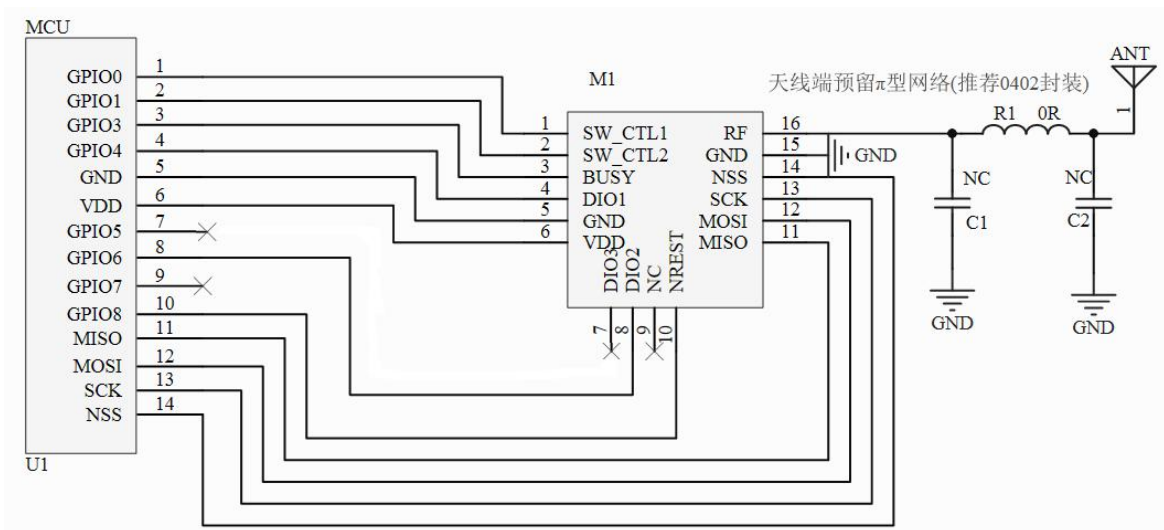 MCU
GPIO0 1
GPIO1 2
GPIO3 3
GPIO4 4
GND 5
VDD 6
GPIO5 7
GPIO6 8
GPIO7 9
GPIO8 10
MISO 11
MOSI 12
SCK 13
NSS 14
U1
M1
1 SW_CTL1
2 SW_CTL2
3 BUSY
4 DIO1
5 GND
6 VDD
7 DIO3
8 DIO2
9 NC
10 NREST
RF 16
GND 15
NSS 14
SCK 13
MOSI 12
MISO 11
GND
天线端预留π型网络(推荐0402封装)
ANT
1
R1 0R
NC
C1
GND
NC
C2
GND